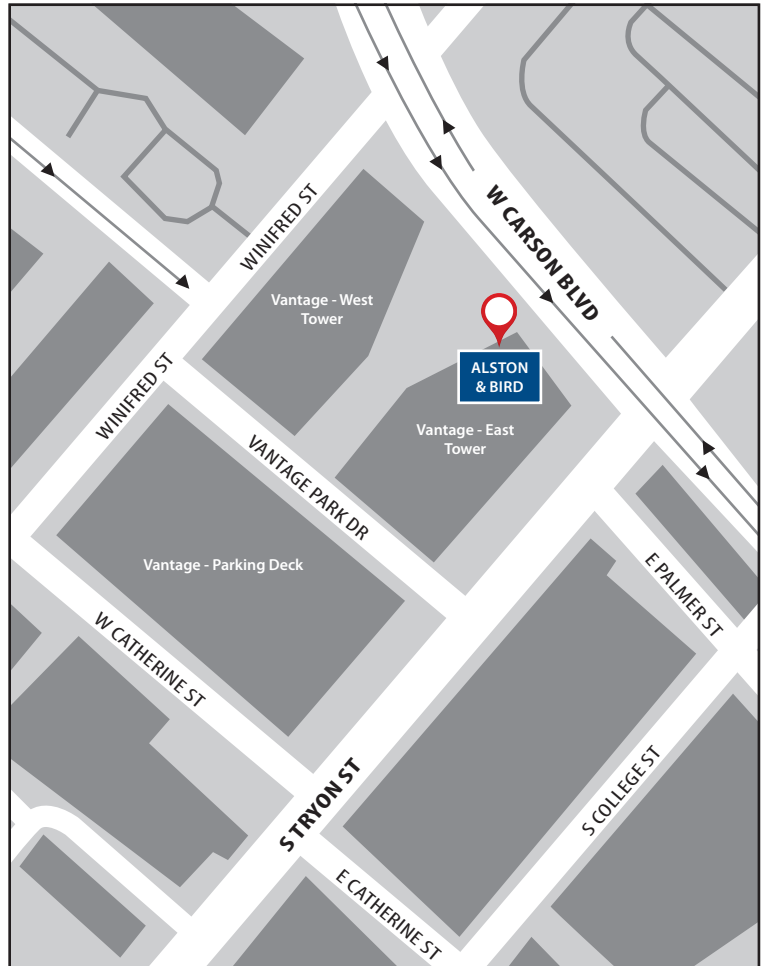 WINIFRED ST
W CARSON BLVD
Vantage - West
Tower
ALSTON
& BIRD
WINIFRED ST
Vantage - East
Tower
VANTAGE PARK DR
Vantage - Parking Deck
E PALMER ST
W CATHERINE ST
S TRYON ST
S COLLEGE ST
E CATHERINE ST